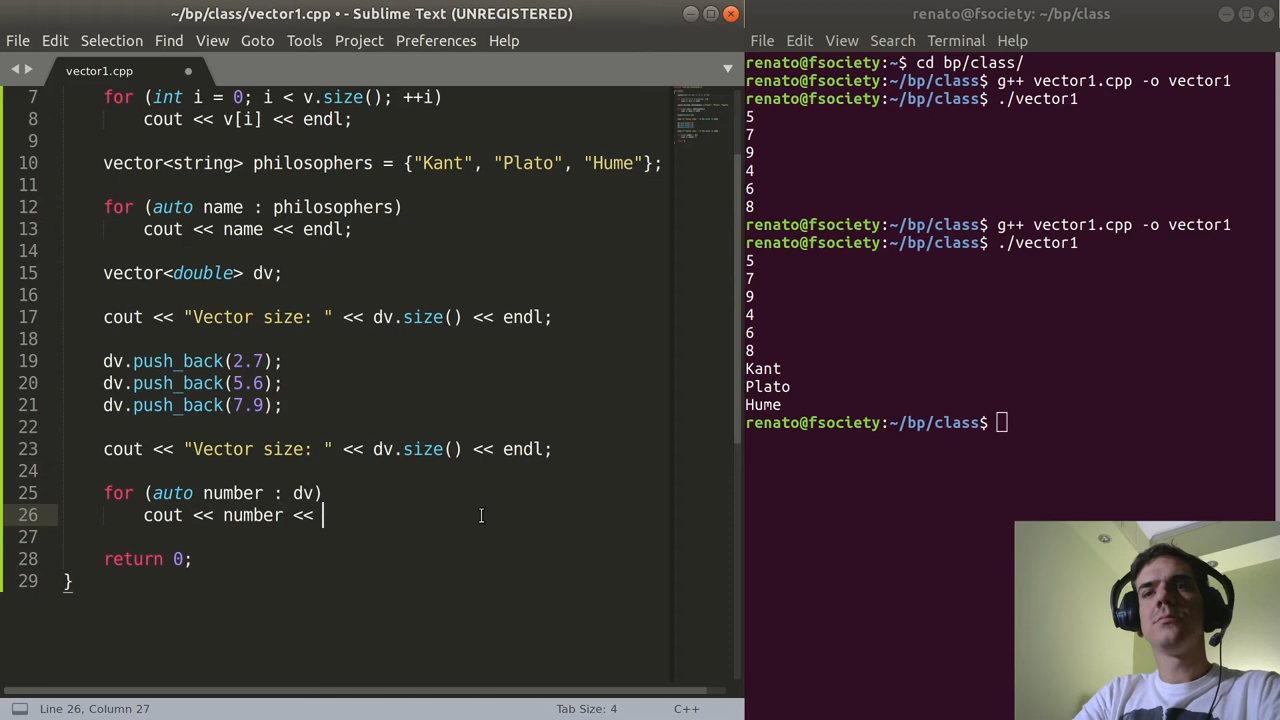 ~/bp/class/vector1.cpp • - Sublime Text (UNREGISTERED)
File Edit Selection Find View Goto Tools Project Preferences Help
vector1.cpp
7 for (int i = 0; i < v.size(); ++i)
8 cout << v[i] << endl;
9
10 vector<string> philosophers = {"Kant", "Plato", "Hume"};
11
12 for (auto name : philosophers)
13 cout << name << endl;
14
15 vector<double> dv;
16
17 cout << "Vector size: " << dv.size() << endl;
18
19 dv.push_back(2.7);
20 dv.push_back(5.6);
21 dv.push_back(7.9);
22
23 cout << "Vector size: " << dv.size() << endl;
24
25 for (auto number : dv)
26 cout << number <<
27
28 return 0;
29 }
Line 26, Column 27 Tab Size: 4 C++
renato@fsociety: ~/bp/class
File Edit View Search Terminal Help
renato@fsociety:~$ cd bp/class/
renato@fsociety:~/bp/class$ g++ vector1.cpp -o vector1
renato@fsociety:~/bp/class$ ./vector1
5
7
9
4
6
8
renato@fsociety:~/bp/class$ g++ vector1.cpp -o vector1
renato@fsociety:~/bp/class$ ./vector1
5
7
9
4
6
8
Kant
Plato
Hume
renato@fsociety:~/bp/class$